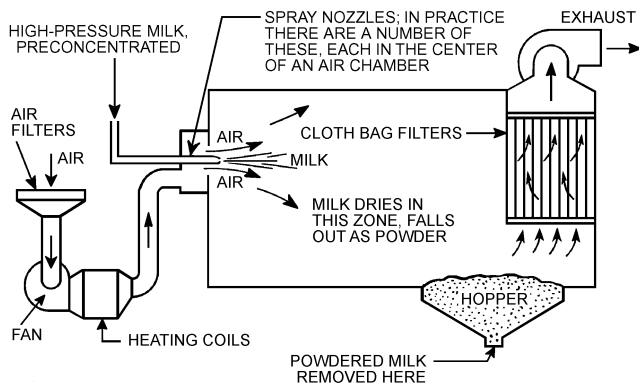 HIGH-PRESSURE MILK,
PRECONCENTRATED
SPRAY NOZZLES; IN PRACTICE
THERE ARE A NUMBER OF
THESE, EACH IN THE CENTER
OF AN AIR CHAMBER
EXHAUST
AIR
FILTERS
AIR
AIR
MILK
AIR
CLOTH BAG FILTERS
MILK DRIES IN
THIS ZONE, FALLS
OUT AS POWDER
FAN
HEATING COILS
HOPPER
POWDERED MILK
REMOVED HERE